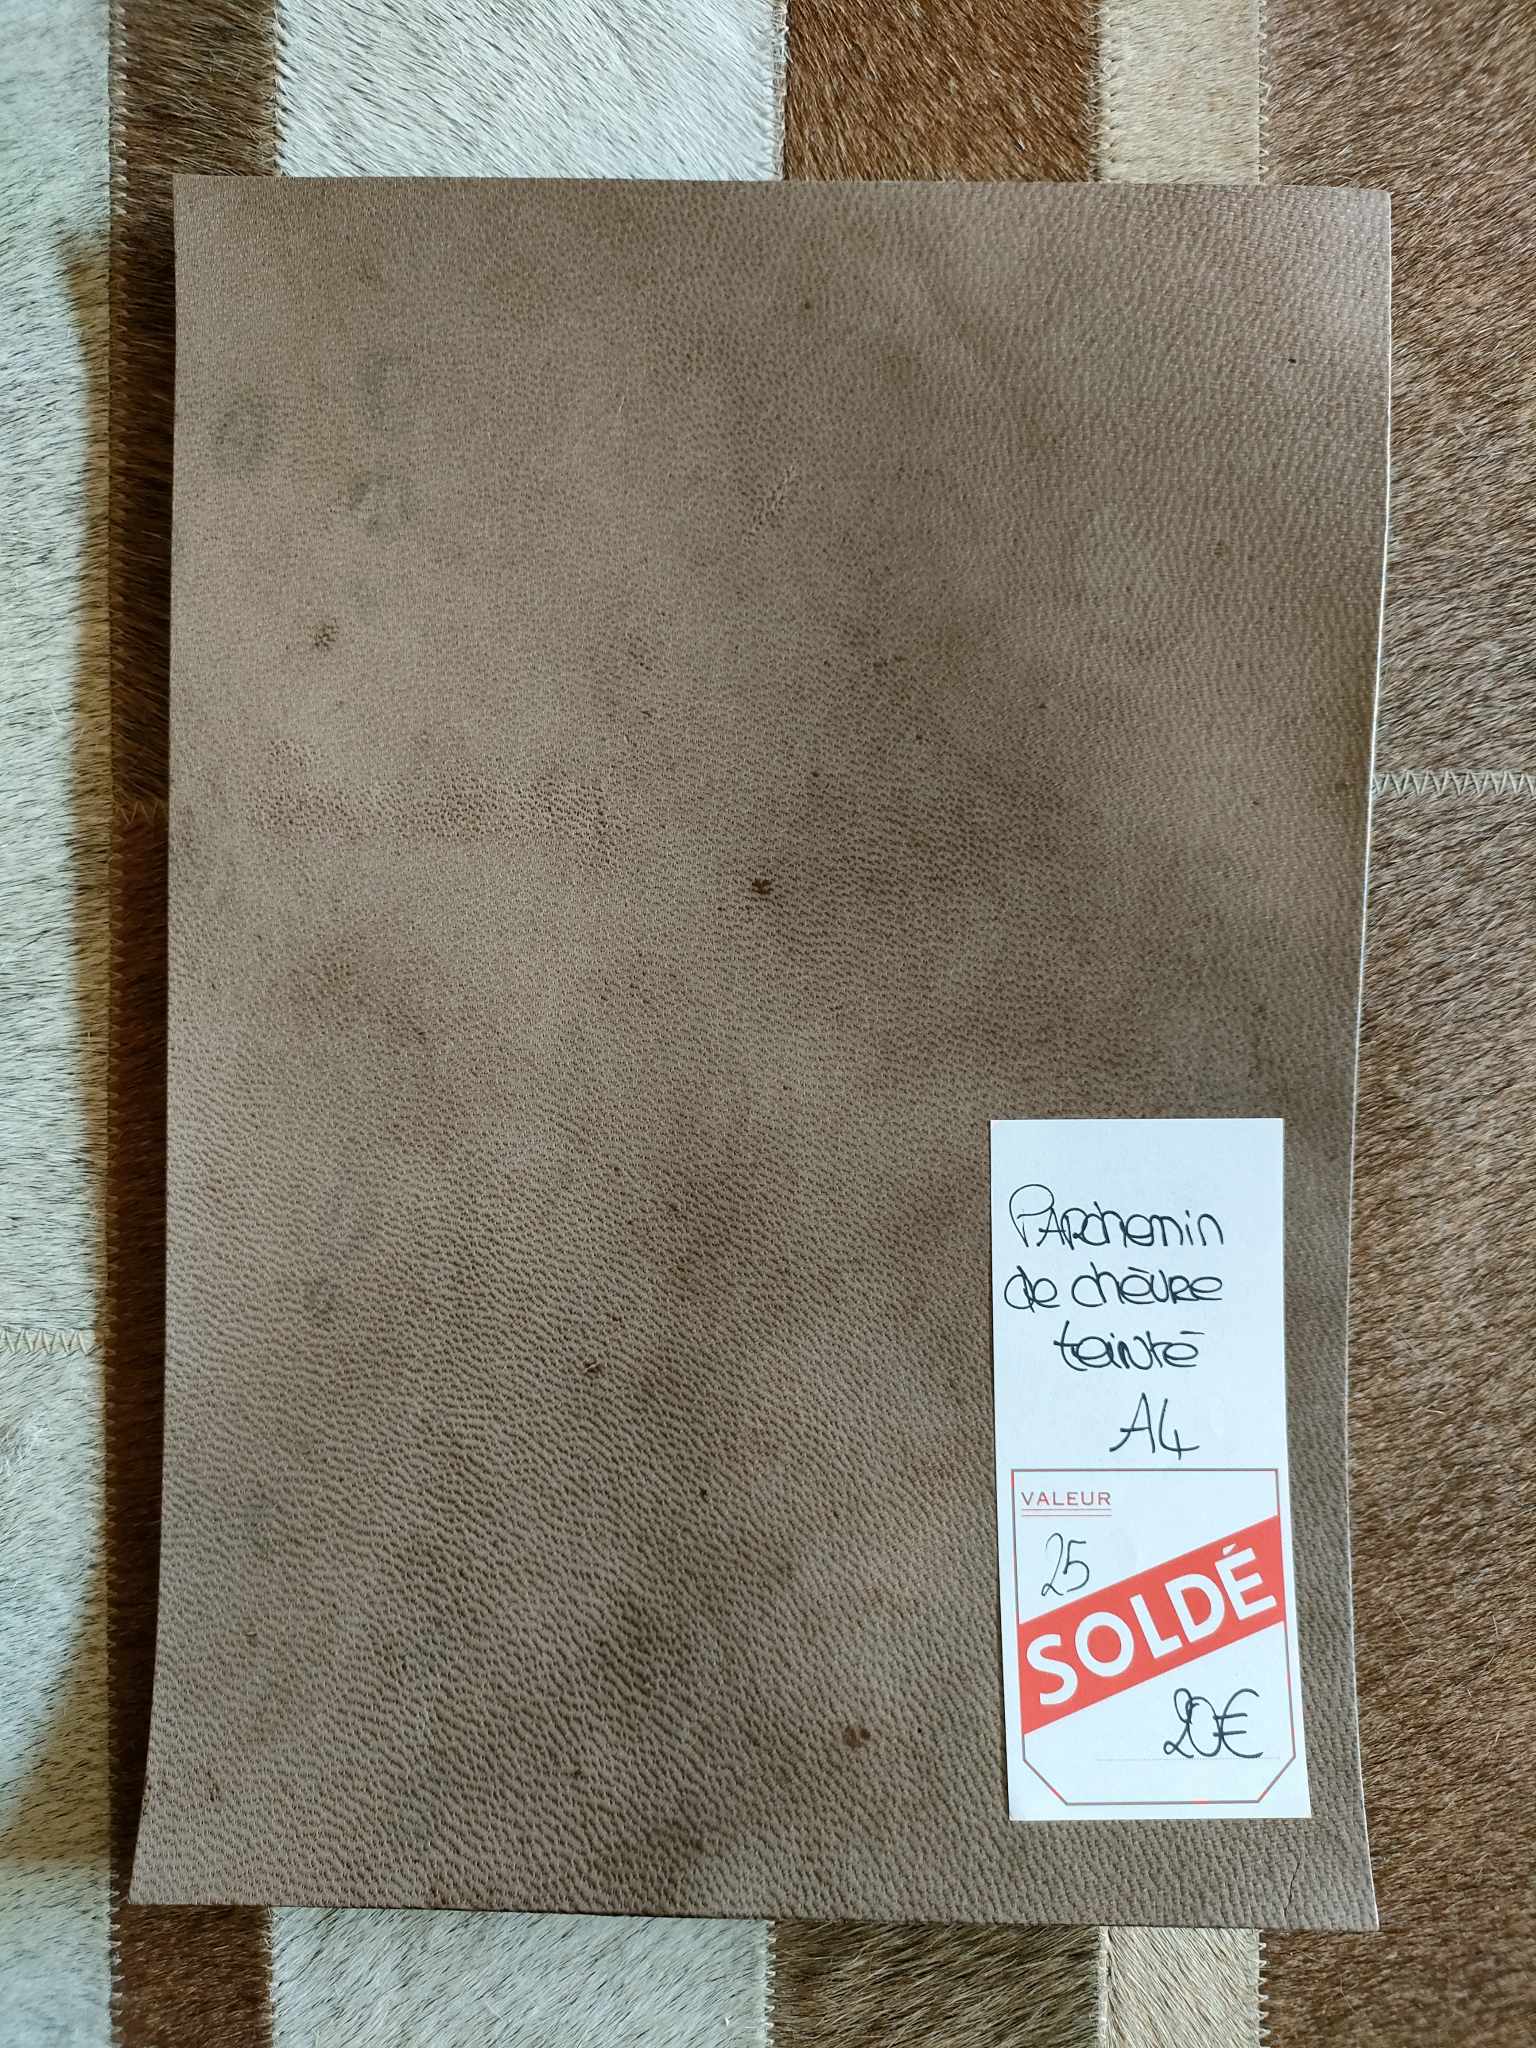 Parchemin
de chèvre
teinté
A4
VALEUR
25
SOLDÉ
20€